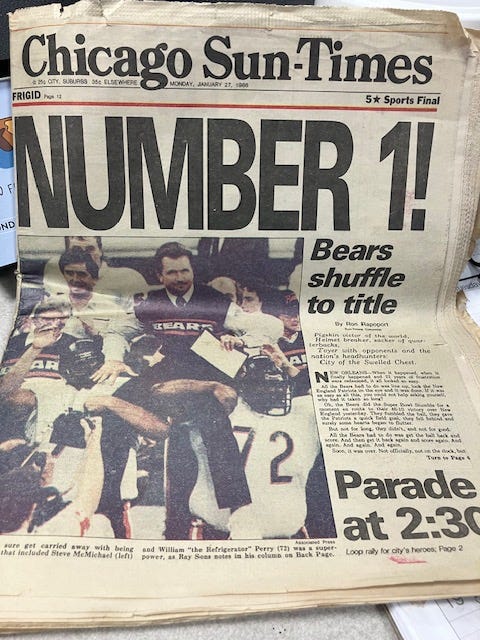 Chicago Sun-Times
25¢ CITY, SUBURBS 35¢ ELSEWHERE MONDAY, JANUARY 27, 1986
FRIGID Page 12
5★ Sports Final
NUMBER 1!
Bears
shuffle
to title
By Ron Rapoport
Pigskin victor of the world,
Helmet breaker, sacker of quar-
terbacks,
Toyer with opponents and the
nation's headhunters:
City of the Swelled Chest.
NEW ORLEANS—When it happened, when it
finally happened and 22 years of frustration
were released, it all looked so easy.
All the Bears had to do was line up, look the New
England Patriots in the eye and it was done. If it was
as easy as all this, you could not help asking yourself,
why had it taken so long?
Oh, the Bears did the Super Bowl Stumble for a
moment en route to their 46-10 victory over New
England yesterday. They fumbled the ball, they gave
the Patriots a quick field goal, they fell behind and
surely some hearts began to flutter.
But not for long, they didn't, and not for good.
All the Bears had to do was get the ball back and
score. And then get it back again and score again. And
again. And again. And again.
Soon, it was over. Not officially, not on the clock, but
Turn to Page 4
BEARS
BEAR
72
Parade
at 2:30
Loop rally for city's heroes; Page 2
Associated Press
sure get carried away with being
that included Steve McMichael (left)
and William "the Refrigerator" Perry (72) was a super-
power, as Ray Sons notes in his column on Back Page.